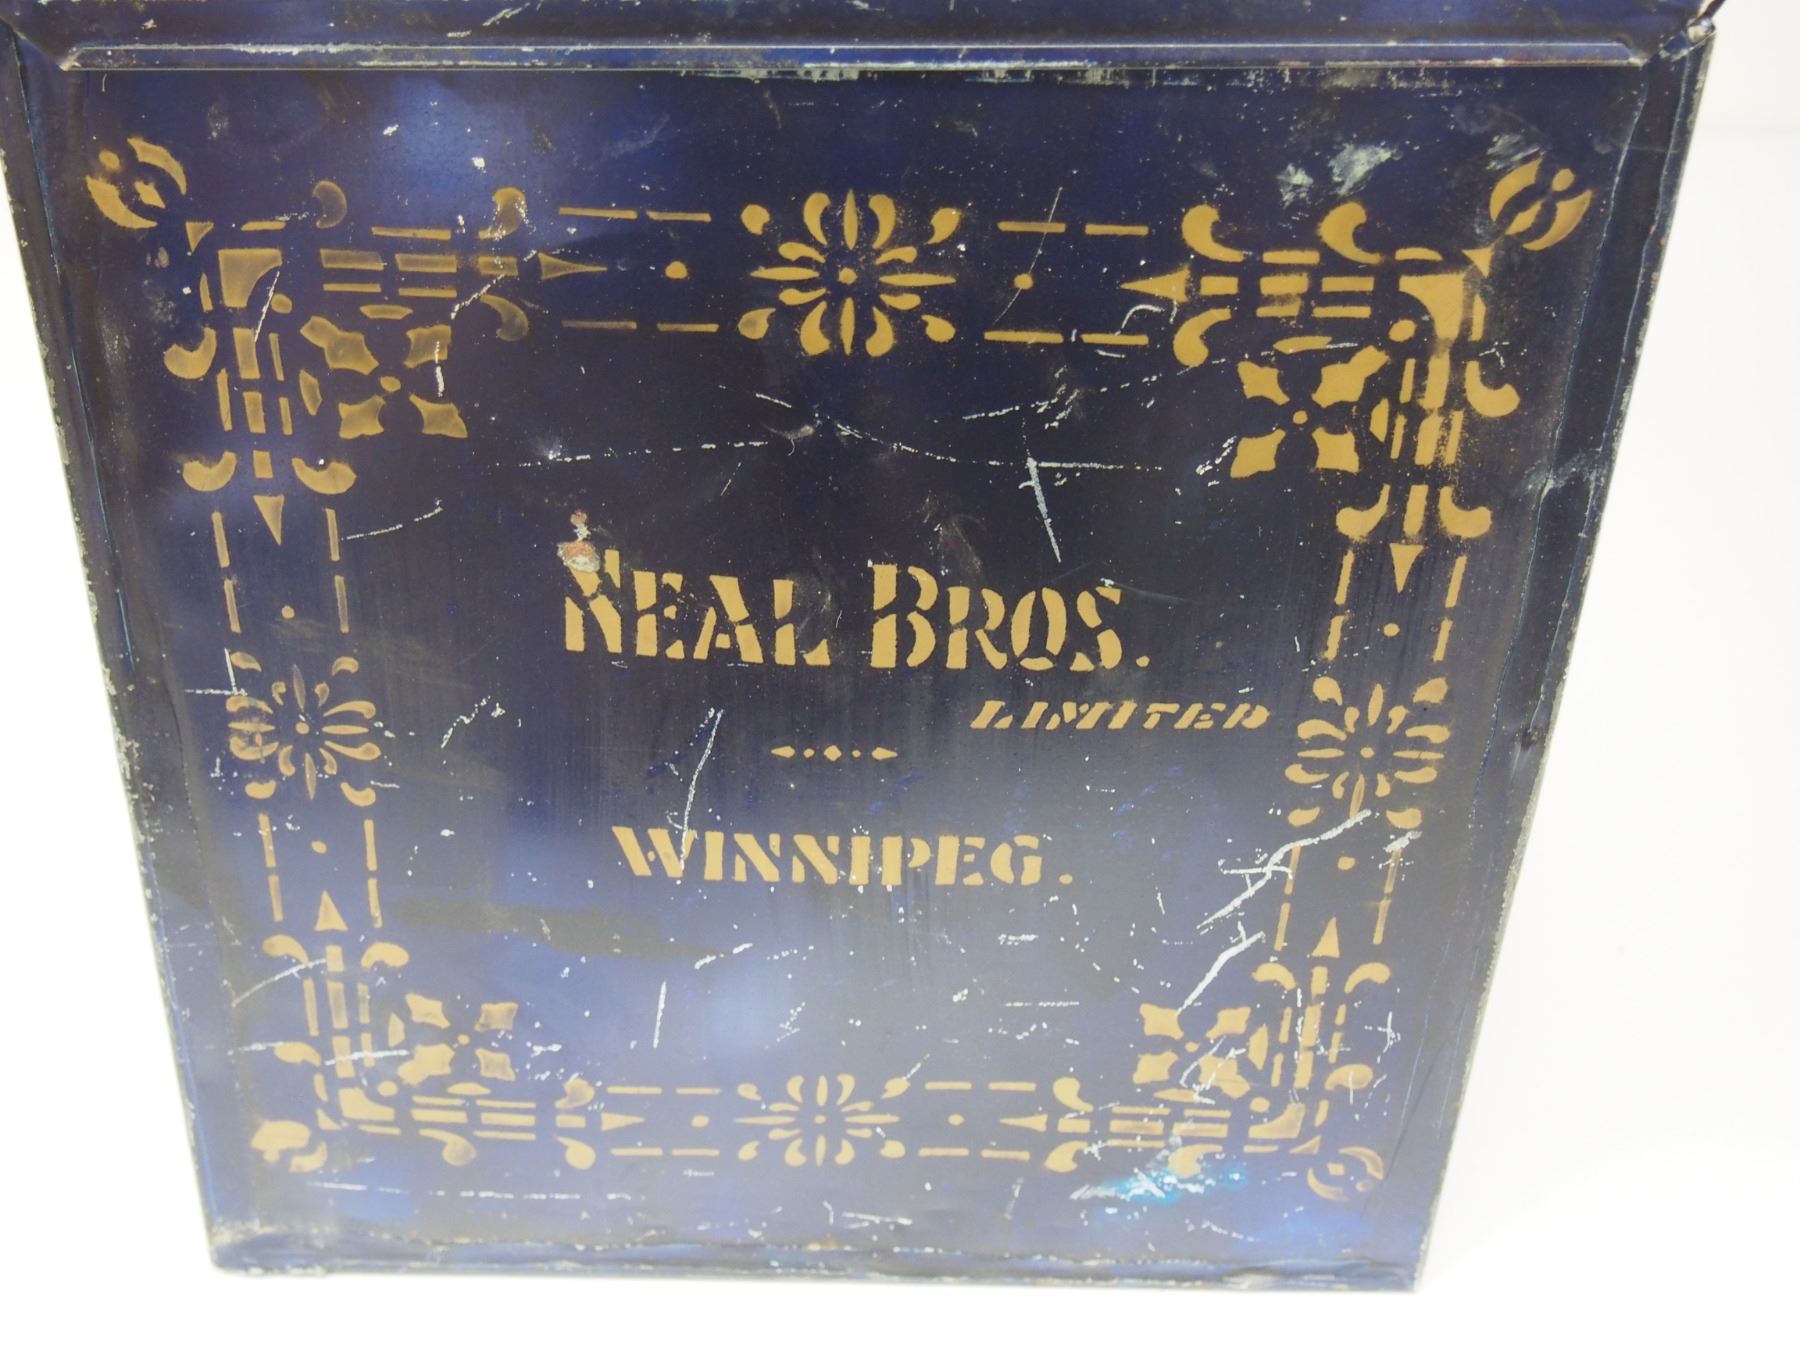 NEAL BROS.
LIMITED
WINNIPEG.